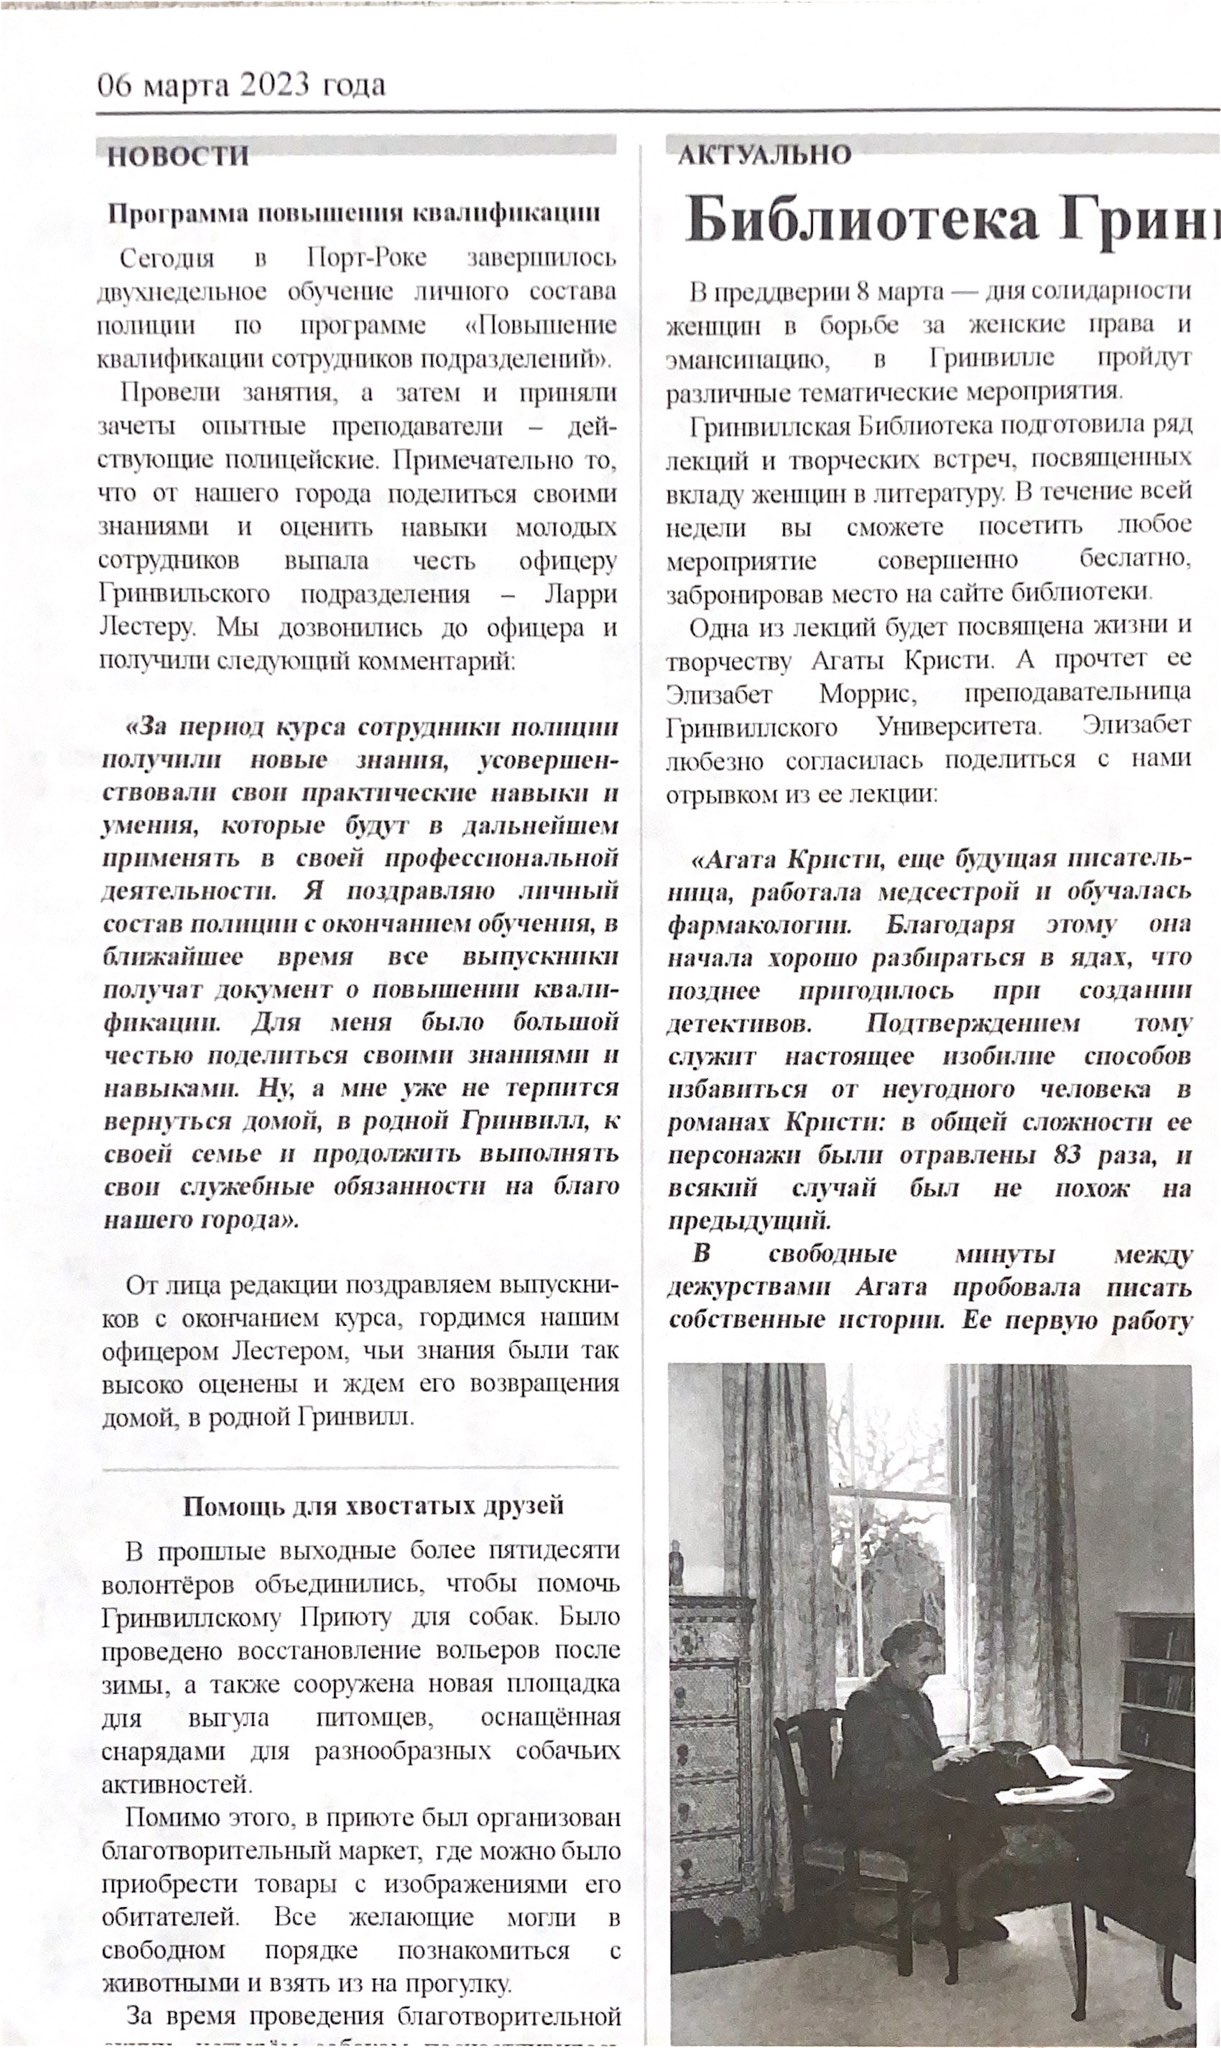 06 марта 2023 года
НОВОСТИ
Программа повышения квалификации
Сегодня в Порт-Роке завершилось
двухнедельное обучение личного состава
полиции по программе «Повышение
квалификации сотрудников подразделений».
Провели занятия, а затем и приняли
зачеты опытные преподаватели – дей-
ствующие полицейские. Примечательно то,
что от нашего города поделиться своими
знаниями и оценить навыки молодых
сотрудников выпала честь офицеру
Гринвильского подразделения – Ларри
Лестеру. Мы дозвонились до офицера и
получили следующий комментарий:
«За период курса сотрудники полиции
получили новые знания, усовершен-
ствовали свои практические навыки и
умения, которые будут в дальнейшем
применять в своей профессиональной
деятельности. Я поздравляю личный
состав полиции с окончанием обучения, в
ближайшее время все выпускники
получат документ о повышении квали-
фикации. Для меня было большой
честью поделиться своими знаниями и
навыками. Ну, а мне уже не терпится
вернуться домой, в родной Гринвилл, к
своей семье и продолжить выполнять
свои служебные обязанности на благо
нашего города».
От лица редакции поздравляем выпускни-
ков с окончанием курса, гордимся нашим
офицером Лестером, чьи знания были так
высоко оценены и ждем его возвращения
домой, в родной Гринвилл.
Помощь для хвостатых друзей
В прошлые выходные более пятидесяти
волонтёров объединились, чтобы помочь
Гринвиллскому Приюту для собак. Было
проведено восстановление вольеров после
зимы, а также сооружена новая площадка
для выгула питомцев, оснащённая
снарядами для разнообразных собачьих
активностей.
Помимо этого, в приюте был организован
благотворительный маркет, где можно было
приобрести товары с изображениями его
обитателей. Все желающие могли в
свободном порядке познакомиться с
животными и взять из на прогулку.
За время проведения благотворительной
АКТУАЛЬНО
Библиотека Грин
В преддверии 8 марта — дня солидарности
женщин в борьбе за женские права и
эмансипацию, в Гринвилле пройдут
различные тематические мероприятия.
Гринвиллская Библиотека подготовила ряд
лекций и творческих встреч, посвященных
вкладу женщин в литературу. В течение всей
недели вы сможете посетить любое
мероприятие совершенно беслатно,
забронировав место на сайте библиотеки.
Одна из лекций будет посвящена жизни и
творчеству Агаты Кристи. А прочтет ее
Элизабет Моррис, преподавательница
Гринвиллского Университета. Элизабет
любезно согласилась поделиться с нами
отрывком из ее лекции:
«Агата Кристи, еще будущая писатель-
ница, работала медсестрой и обучалась
фармакологии. Благодаря этому она
начала хорошо разбираться в ядах, что
позднее пригодилось при создании
детективов. Подтверждением тому
служит настоящее изобилие способов
избавиться от неугодного человека в
романах Кристи: в общей сложности ее
персонажи были отравлены 83 раза, и
всякий случай был не похож на
предыдущий.
В свободные минуты между
дежурствами Агата пробовала писать
собственные истории. Ее первую работу